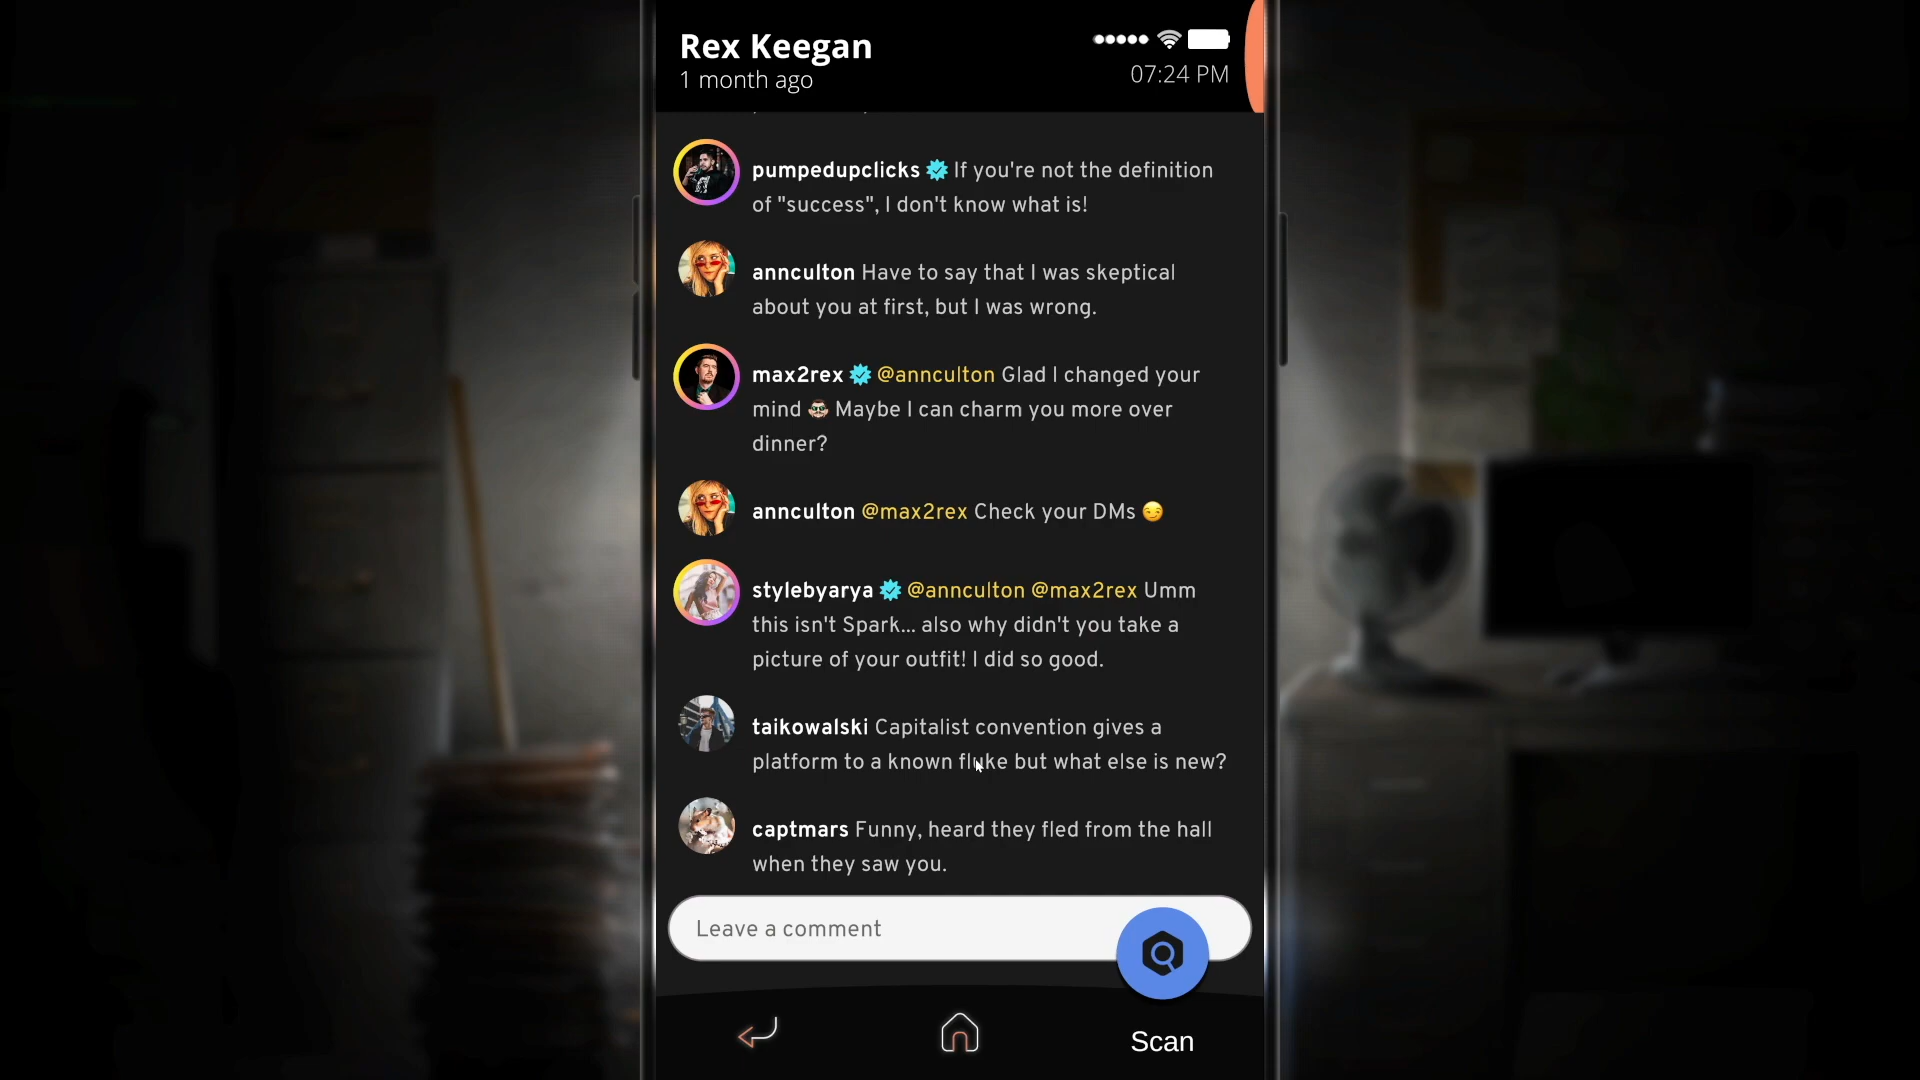 Rex Keegan
1 month ago
07:24 PM
pumpedupclicks If you're not the definition
of "success", I don't know what is!
annculton Have to say that I was skeptical
about you at first, but I was wrong.
max2rex @annculton Glad I changed your
mind Maybe I can charm you more over
dinner?
annculton @max2rex Check your DMs 😏
stylebyarya @annculton @max2rex Umm
this isn't Spark... also why didn't you take a
picture of your outfit! I did so good.
taikowalski Capitalist convention gives a
platform to a known fluke but what else is new?
captmars Funny, heard they fled from the hall
when they saw you.
Leave a comment
Scan